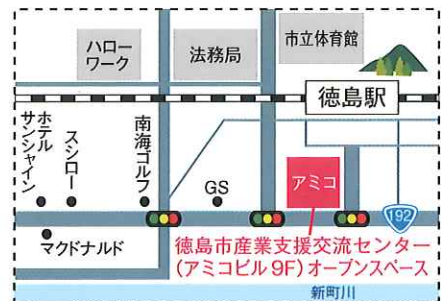 ハロー
ワーク
法務局
市立体育館
徳島駅
ホテル
サンシャイン
スシロー
南海ゴルフ
GS
アミコ
192
マクドナルド
徳島市産業支援交流センター
(アミコビル9F)オープンスペース
新町川